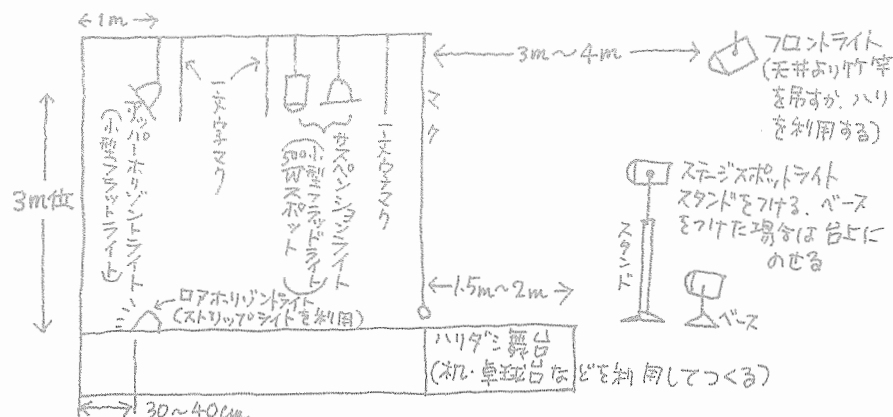 1m
3m〜4m
フロントライト
(天井より竹竿
を吊すか、ハリ
を利用する)
3m位
アッパーホリゾントライト
(小型フラットライト)
一文字マク
サスペンションライト
小型フラッドライト
500Wスポット
一文字マク
マク
ステージスポットライト
スタンドをつける、ベース
をつけた場合は台上に
のせる
スタンド
ベース
1.5m〜2m
ロアホリゾントライト
(ストリップライトを利用)
ハリダシ舞台
(机・卓球台などを利用してつくる)
30〜40cm